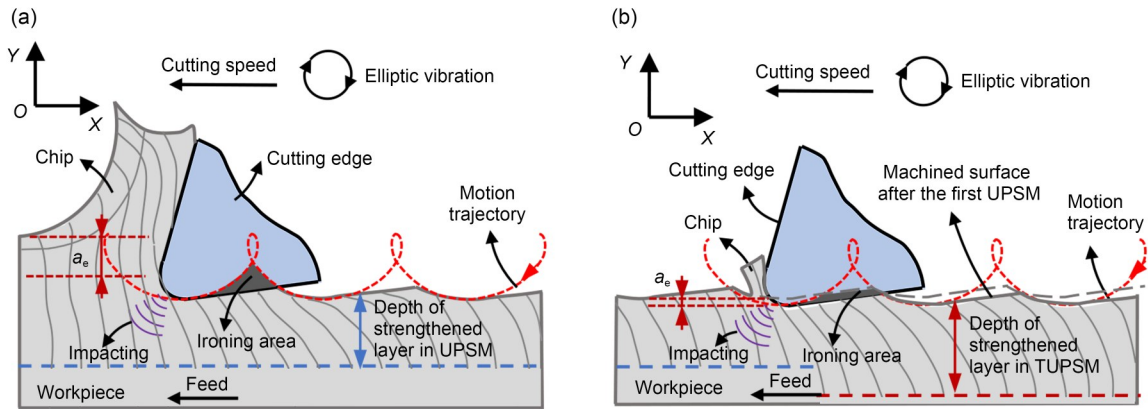 (a)
Y
O
X
Cutting speed
Elliptic vibration
Chip
Cutting edge
Motion
trajectory
ae
Impacting
Ironing area
Depth of
strengthened
layer in UPSM
Workpiece
Feed
(b)
Y
O
X
Cutting speed
Elliptic vibration
Cutting edge
Chip
Machined surface
after the first UPSM
Motion
trajectory
ae
Impacting
Ironing area
Depth of
strengthened
layer in TUPSM
Workpiece
Feed